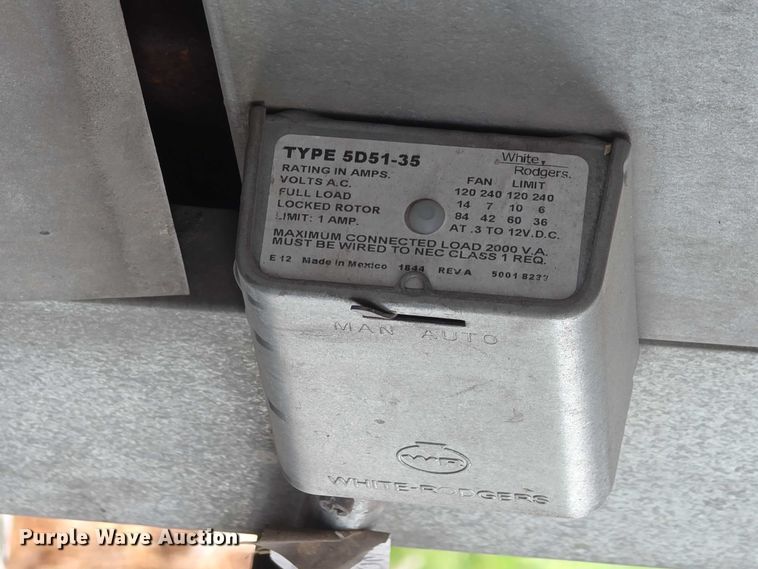 TYPE 5D51-35
White,
Rodgers.
RATING IN AMPS. FAN LIMIT
VOLTS A.C. 120 240 120 240
FULL LOAD 14 7 10 6
LOCKED ROTOR 84 42 60 36
LIMIT: 1 AMP. AT .3 TO 12V.D.C.
MAXIMUM CONNECTED LOAD 2000 V.A.
MUST BE WIRED TO NEC CLASS 1 REQ.
E 12 Made in Mexico 1844 REV A
MAN AUTO
WR
WHITE-RODGERS
Purple Wave Auction®